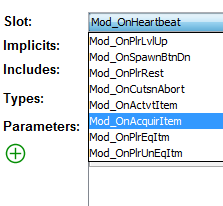 Slot: Mod_OnHeartbeat
Mod_OnPlrLvlUp
Implicits: Mod_OnSpawnBtnDn
Mod_OnPlrRest
Includes: Mod_OnCutsnAbort
Types: Mod_OnActvtItem
Mod_OnAcquirItem
Parameters: Mod_OnPlrEqItm
Mod_OnPlrUnEqItm